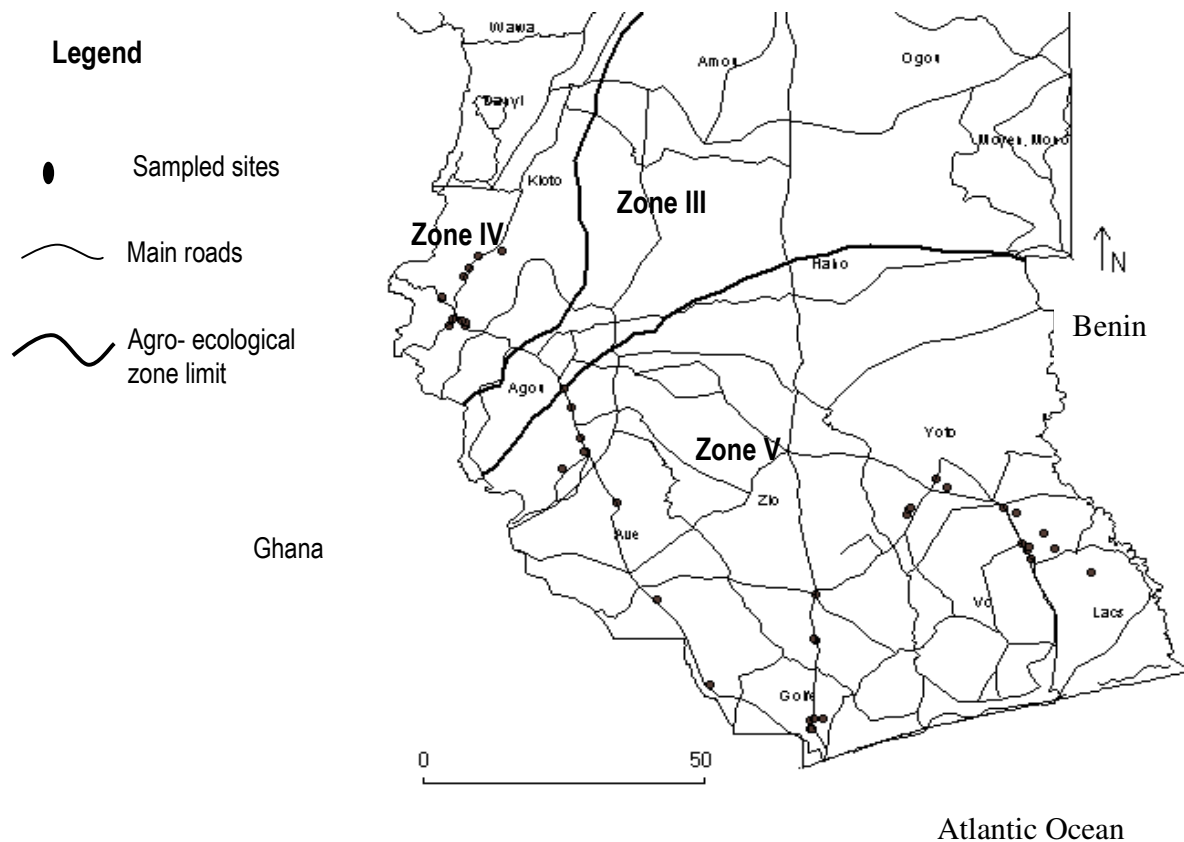 Legend
Sampled sites
Main roads
Agro- ecological
zone limit
Wawa
Amou
Ogou
Danyi
Moyen, Mono
Kloto
Zone III
Zone IV
N
Haho
Benin
Agou
Yoto
Zone V
Zio
Ghana
Ave
Vo
Lacs
Golfe
0
50
Atlantic Ocean